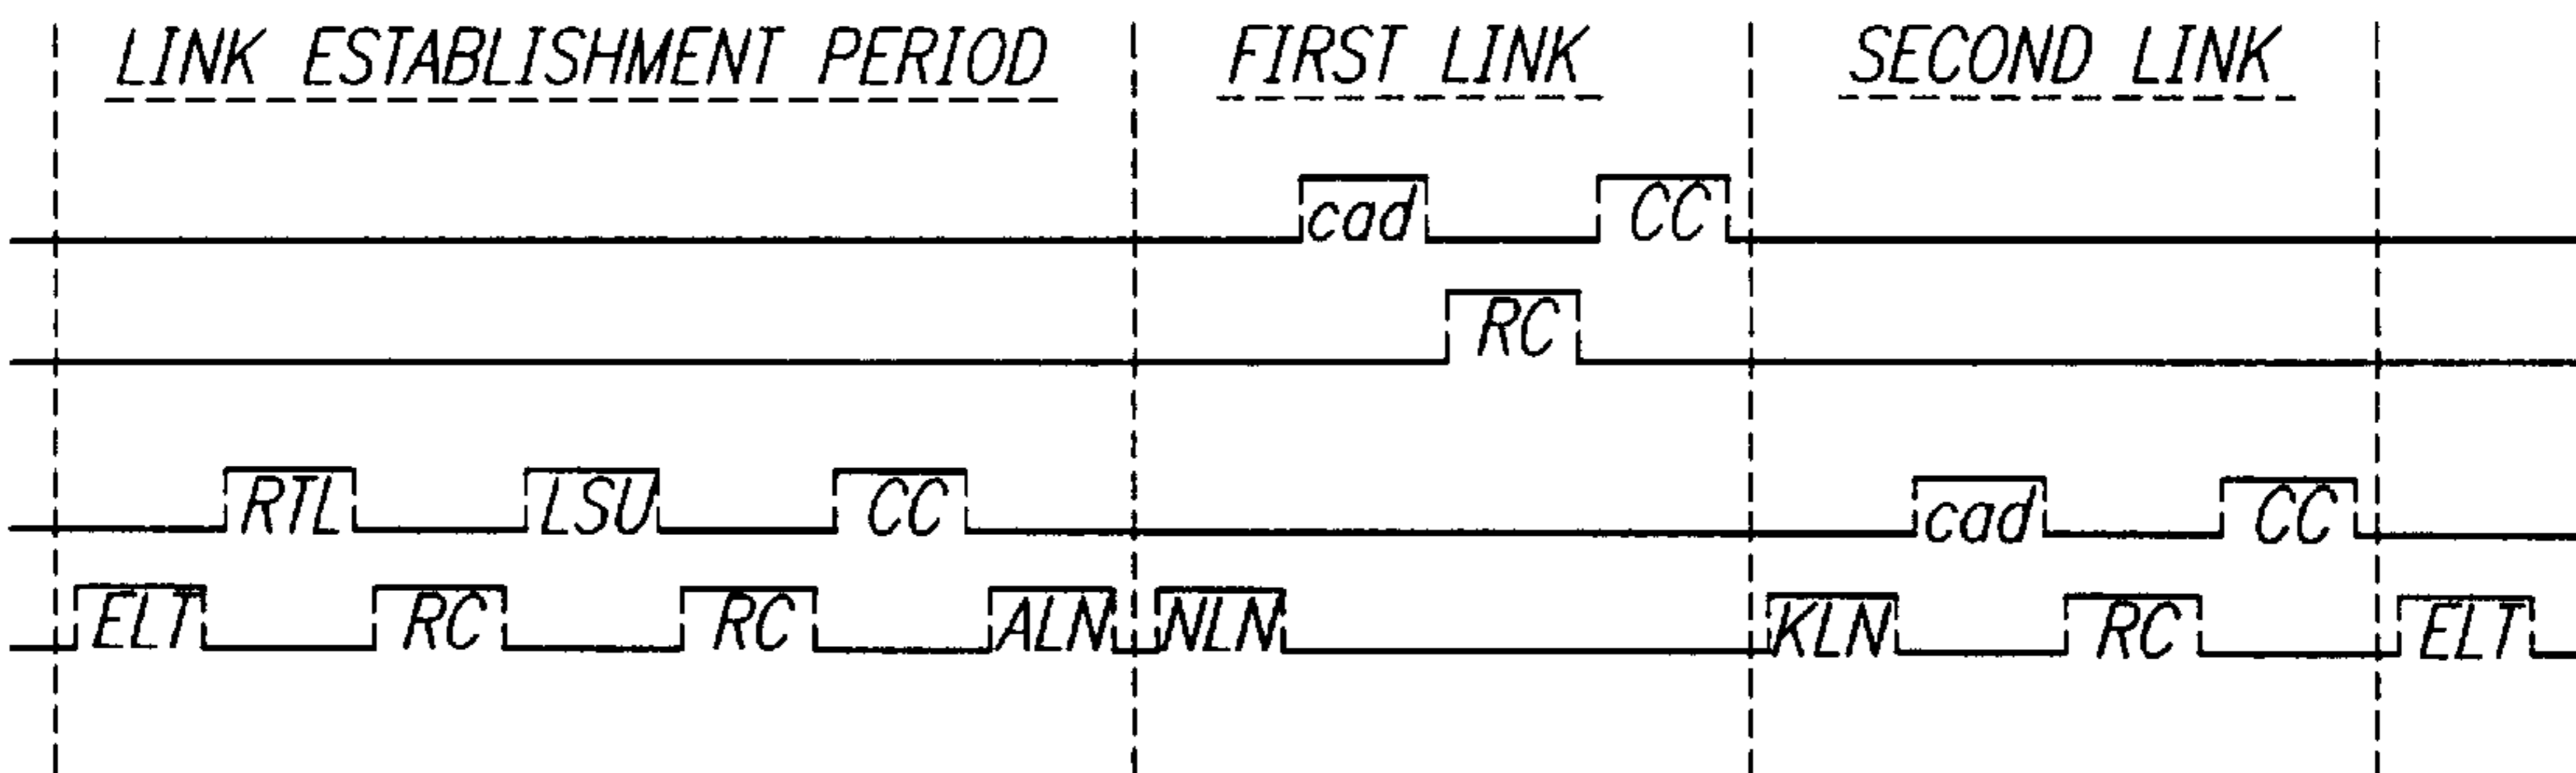 LINK ESTABLISHMENT PERIOD FIRST LINK SECOND LINK
cad CC
RC
RTL LSU CC cad CC
ELT RC RC ALN NLN KLN RC ELT